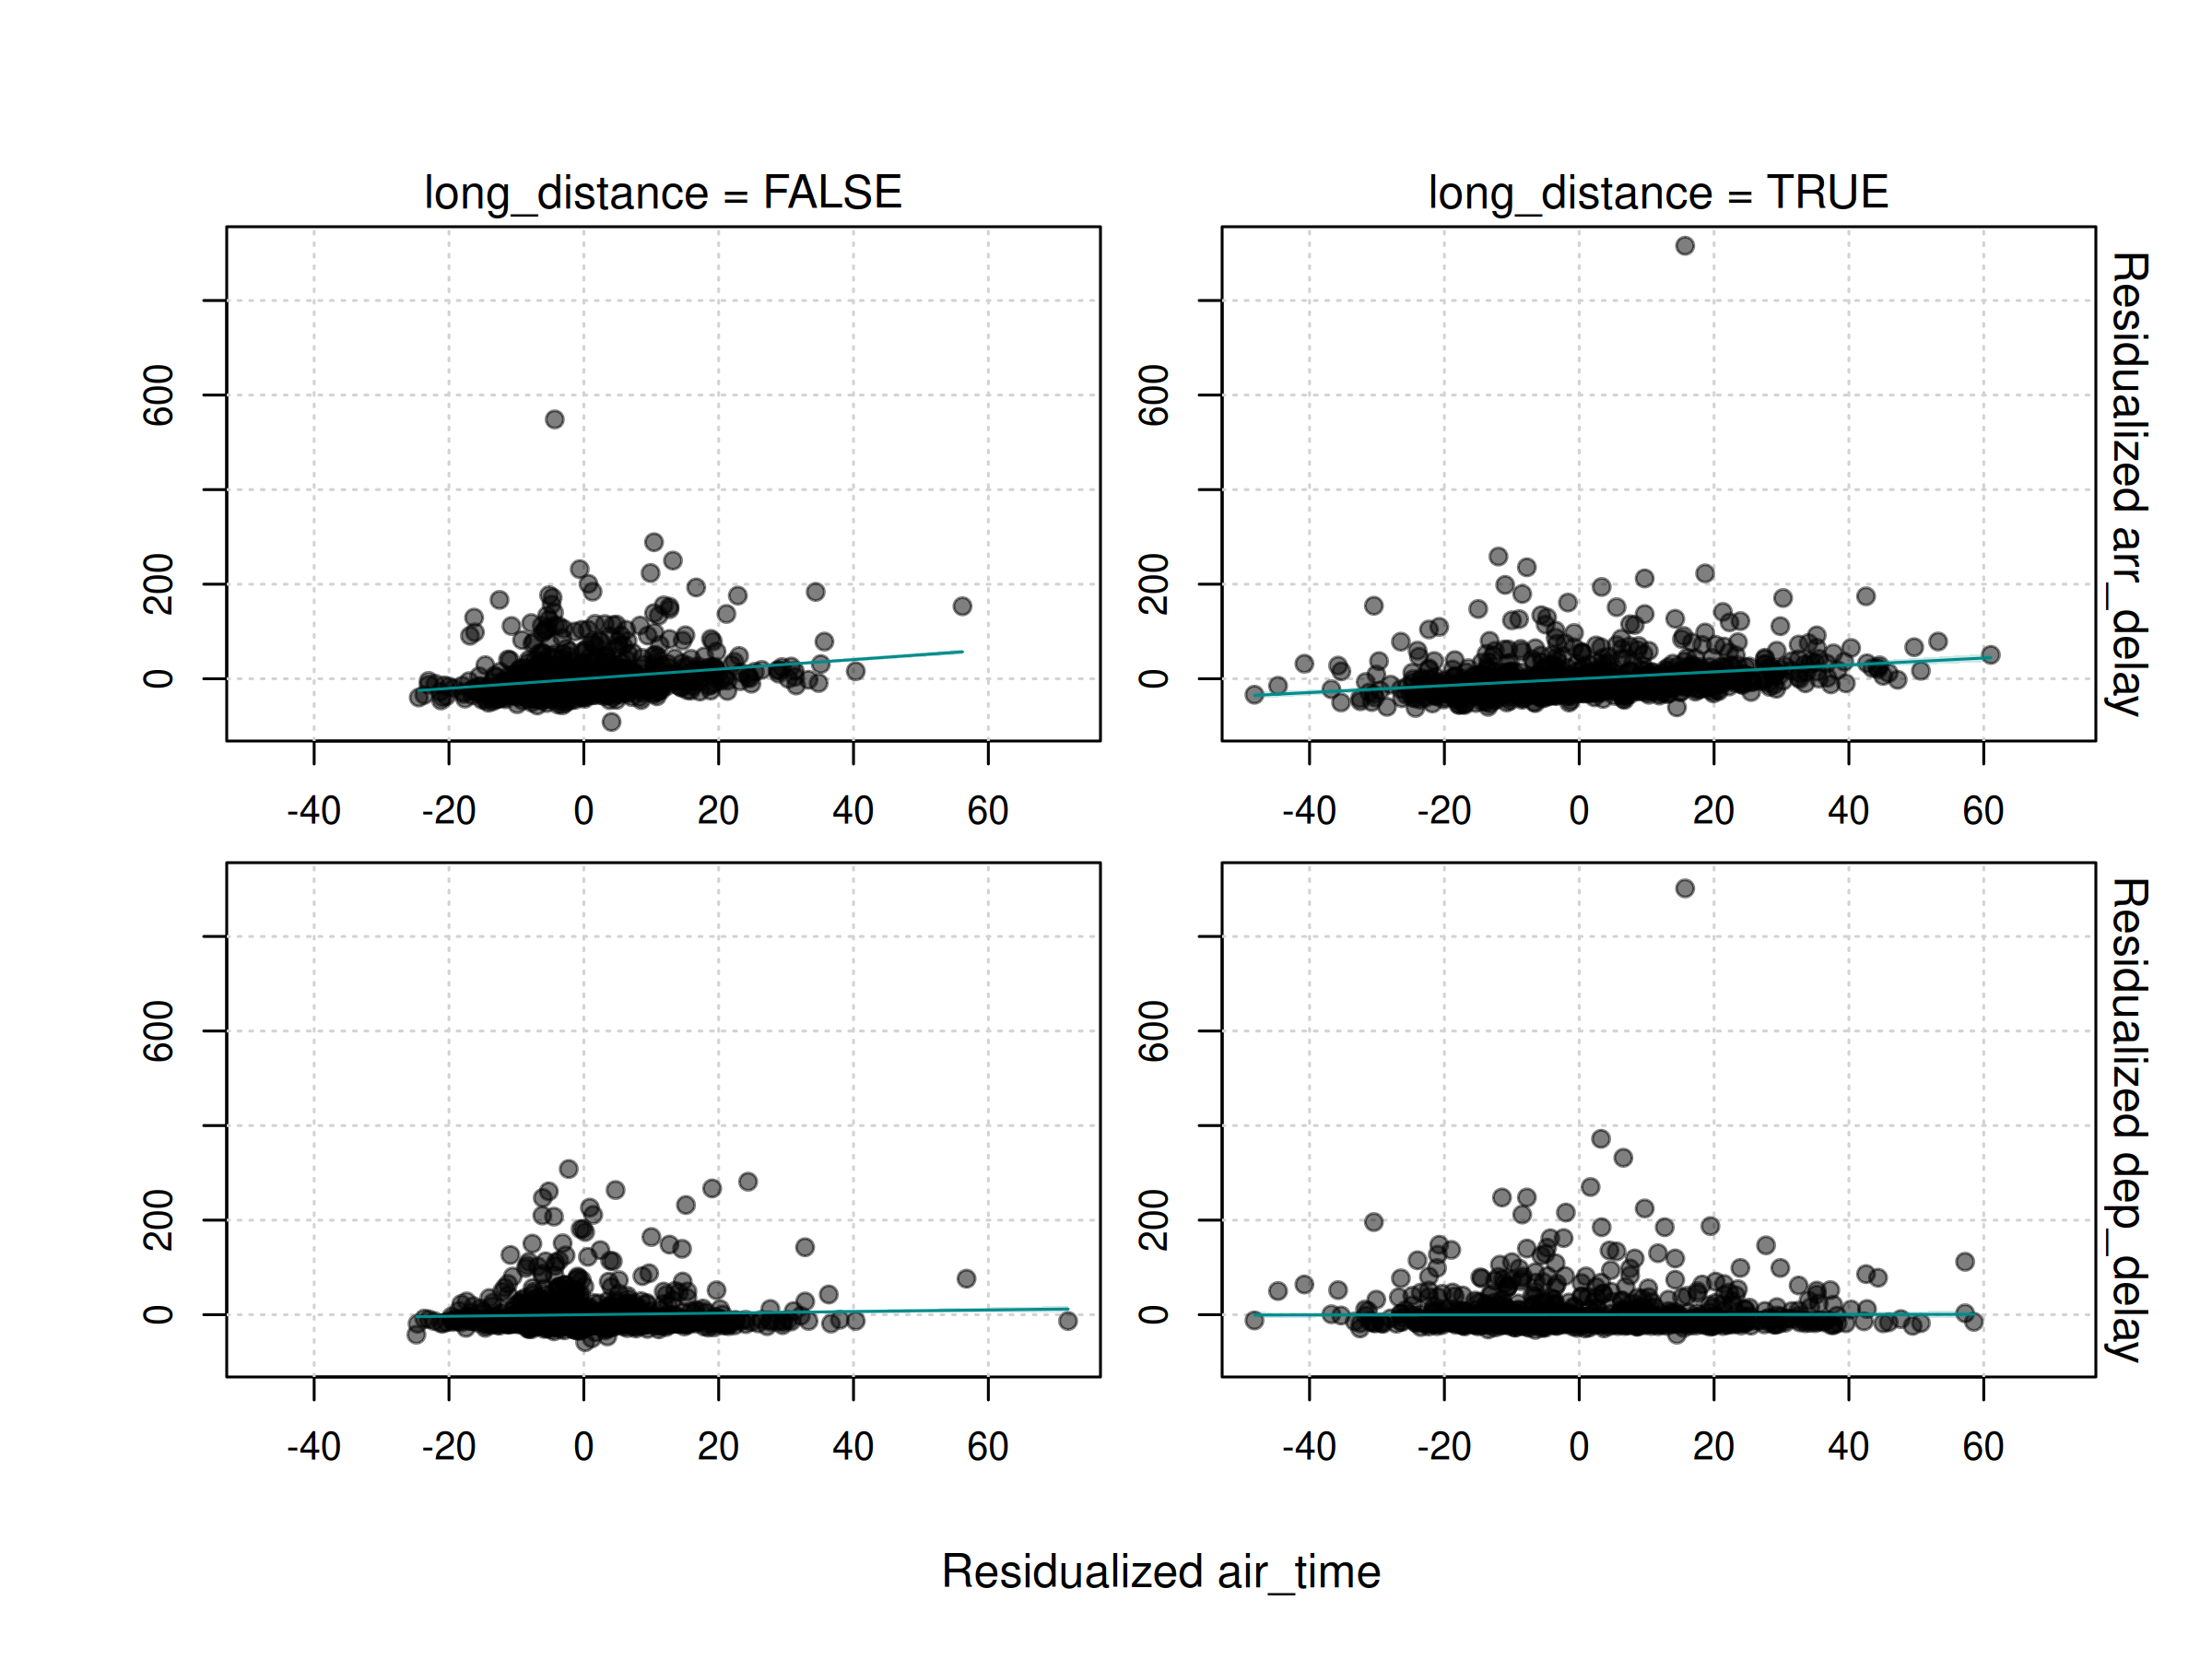 long_distance = FALSE
long_distance = TRUE
600
200
0
-40 -20 0 20 40 60
600
200
0
-40 -20 0 20 40 60
Residualized arr_delay
600
200
0
-40 -20 0 20 40 60
600
200
0
-40 -20 0 20 40 60
Residualized dep_delay
Residualized air_time